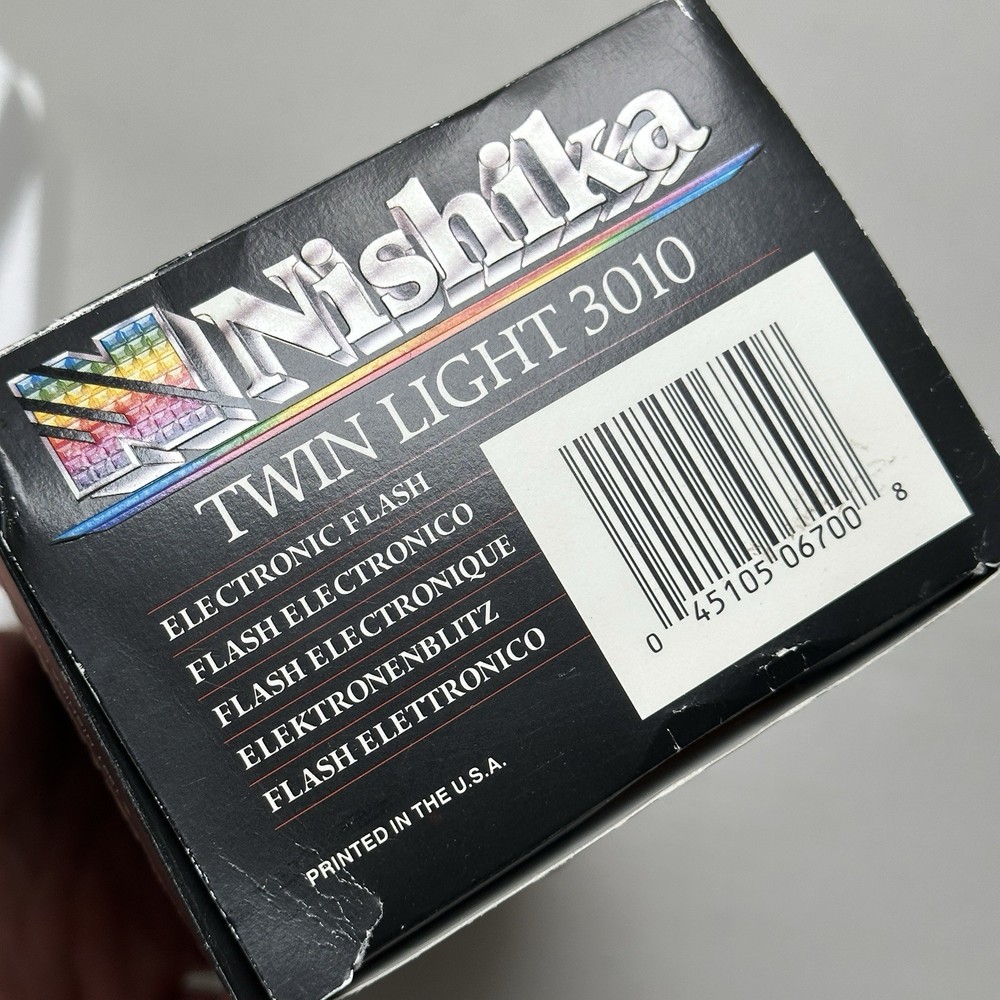 Nishika
TWIN LIGHT 3010
ELECTRONIC FLASH
FLASH ELECTRONICO
FLASH ELECTRONIQUE
ELEKTRONENBLITZ
FLASH ELETTRONICO
PRINTED IN THE U.S.A.
0 45105 06700 8